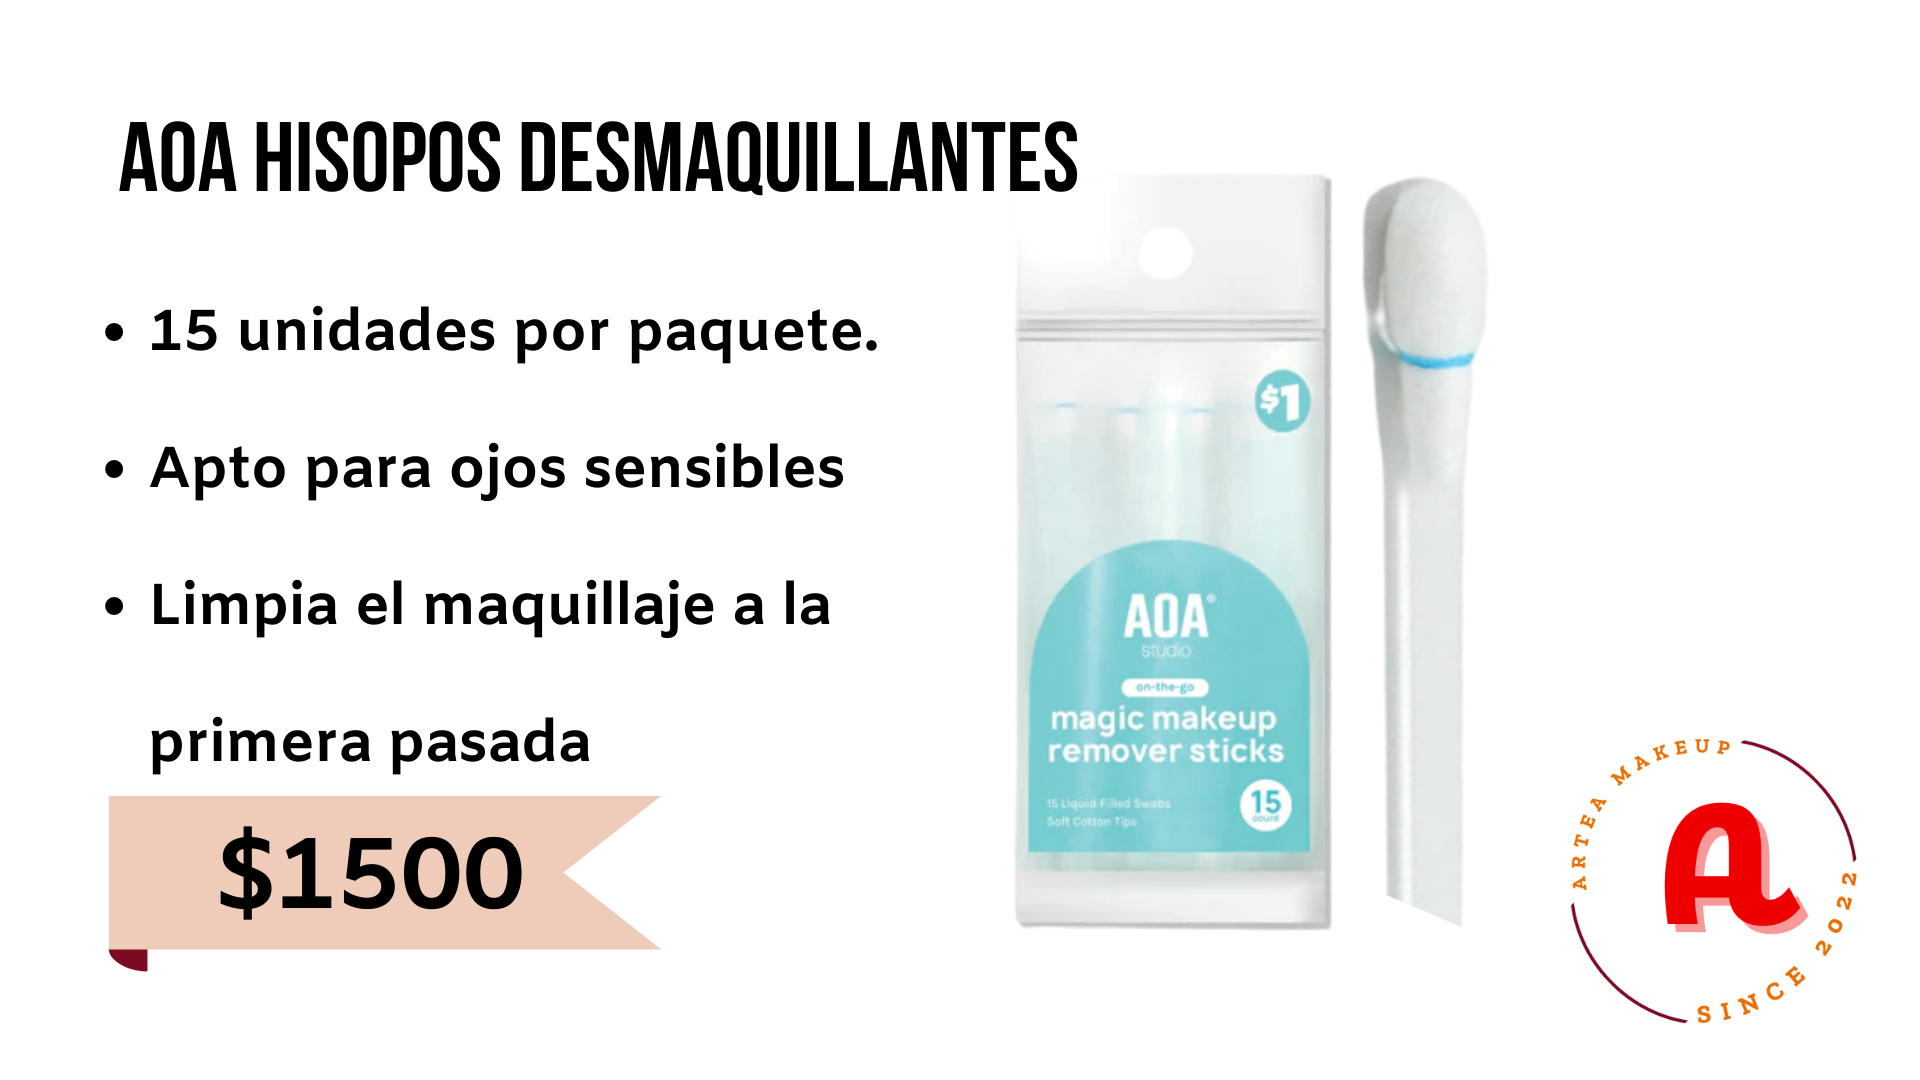 AOA HISOPOS DESMAQUILLANTES
• 15 unidades por paquete.
• Apto para ojos sensibles
• Limpia el maquillaje a la
primera pasada
$1500
$1
AOA®
studio
on-the-go
magic makeup
remover sticks
15 Liquid Filled Swabs
Soft Cotton Tips
15
count
ARTEA MAKEUP
A
SINCE 2022